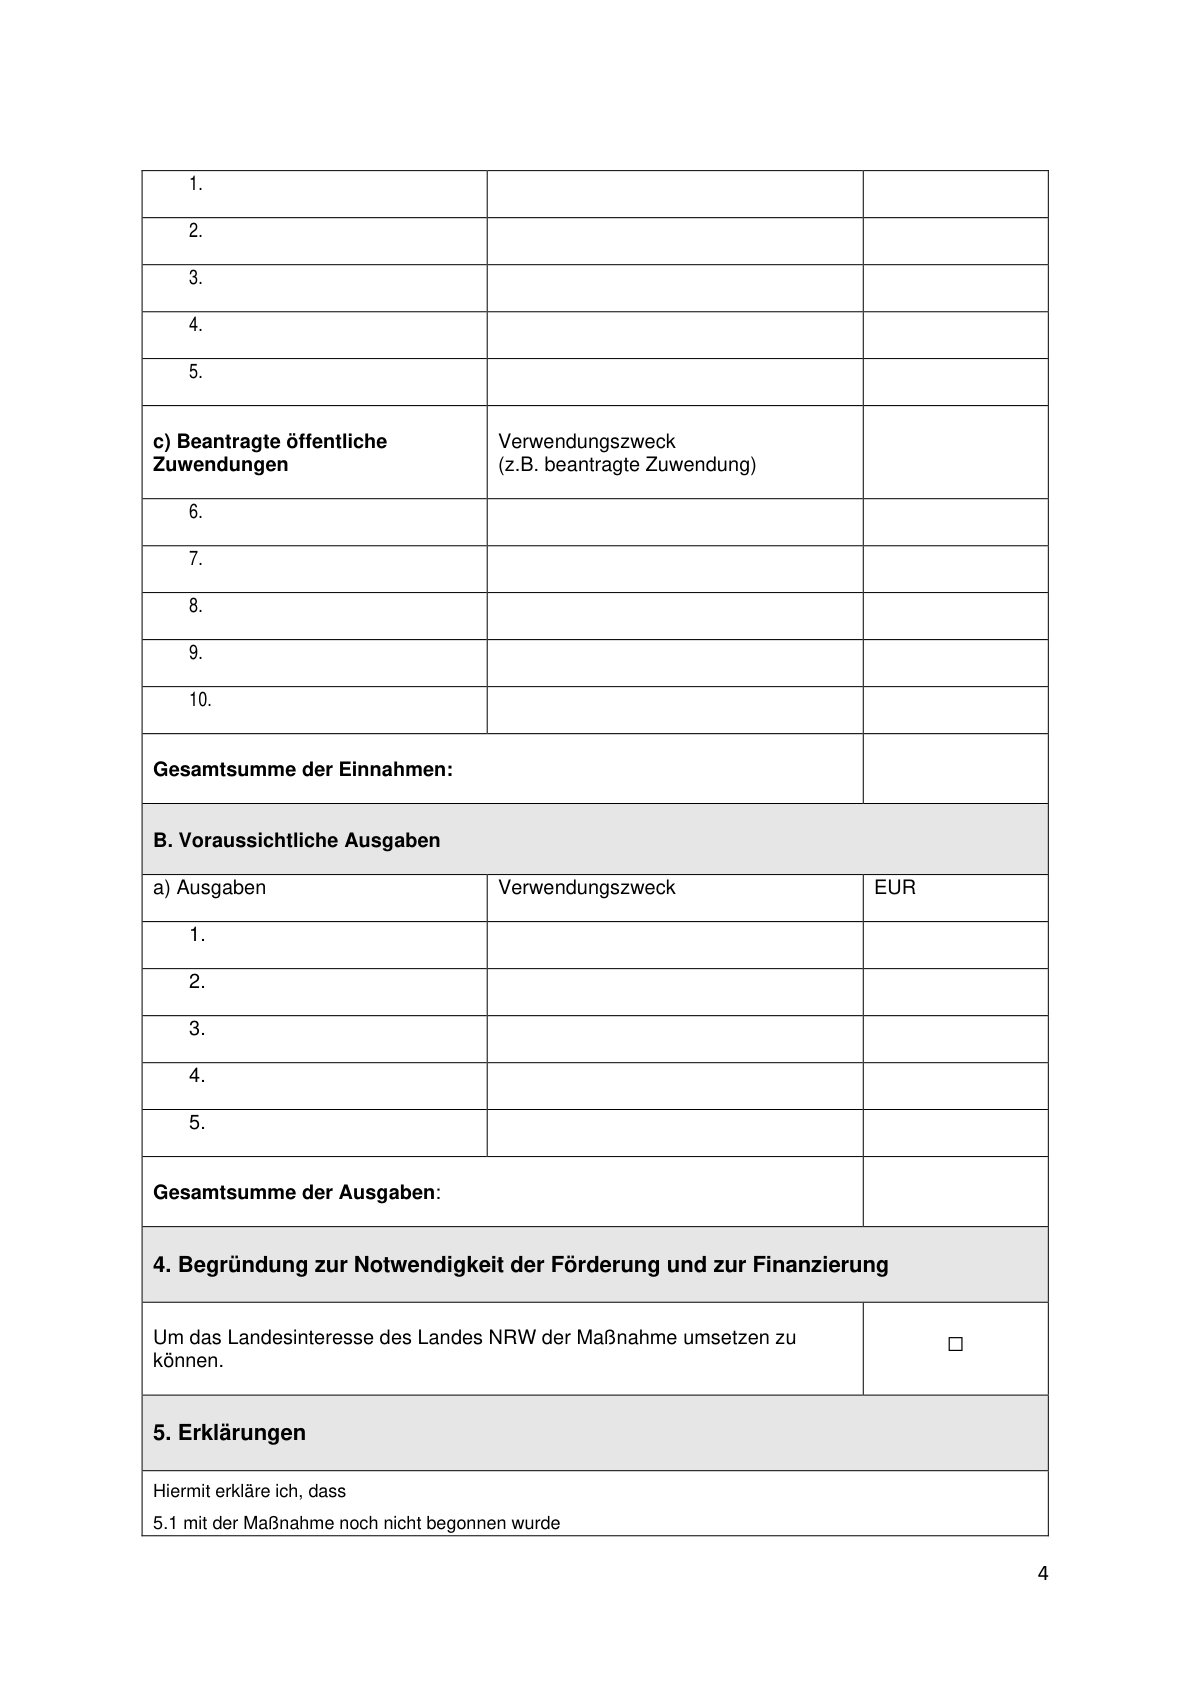 1.
2.
3.
4.
5.
c) Beantragte öffentliche
Zuwendungen
Verwendungszweck
(z.B. beantragte Zuwendung)
6.
7.
8.
9.
10.
Gesamtsumme der Einnahmen:
B. Voraussichtliche Ausgaben
a) Ausgaben
Verwendungszweck
EUR
1.
2.
3.
4.
5.
Gesamtsumme der Ausgaben:
4. Begründung zur Notwendigkeit der Förderung und zur Finanzierung
Um das Landesinteresse des Landes NRW der Maßnahme umsetzen zu
können.
☐
5. Erklärungen
Hiermit erkläre ich, dass
5.1 mit der Maßnahme noch nicht begonnen wurde
4